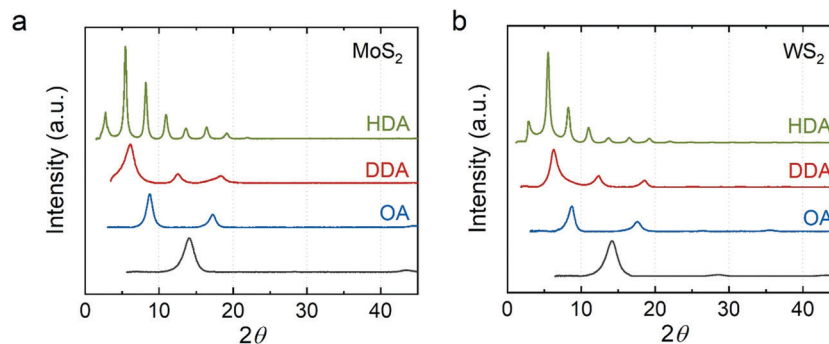 a
MoS2
HDA
DDA
OA
Intensity (a.u.)
0 10 20 30 40
2θ
b
WS2
HDA
DDA
OA
Intensity (a.u.)
0 10 20 30 40
2θ